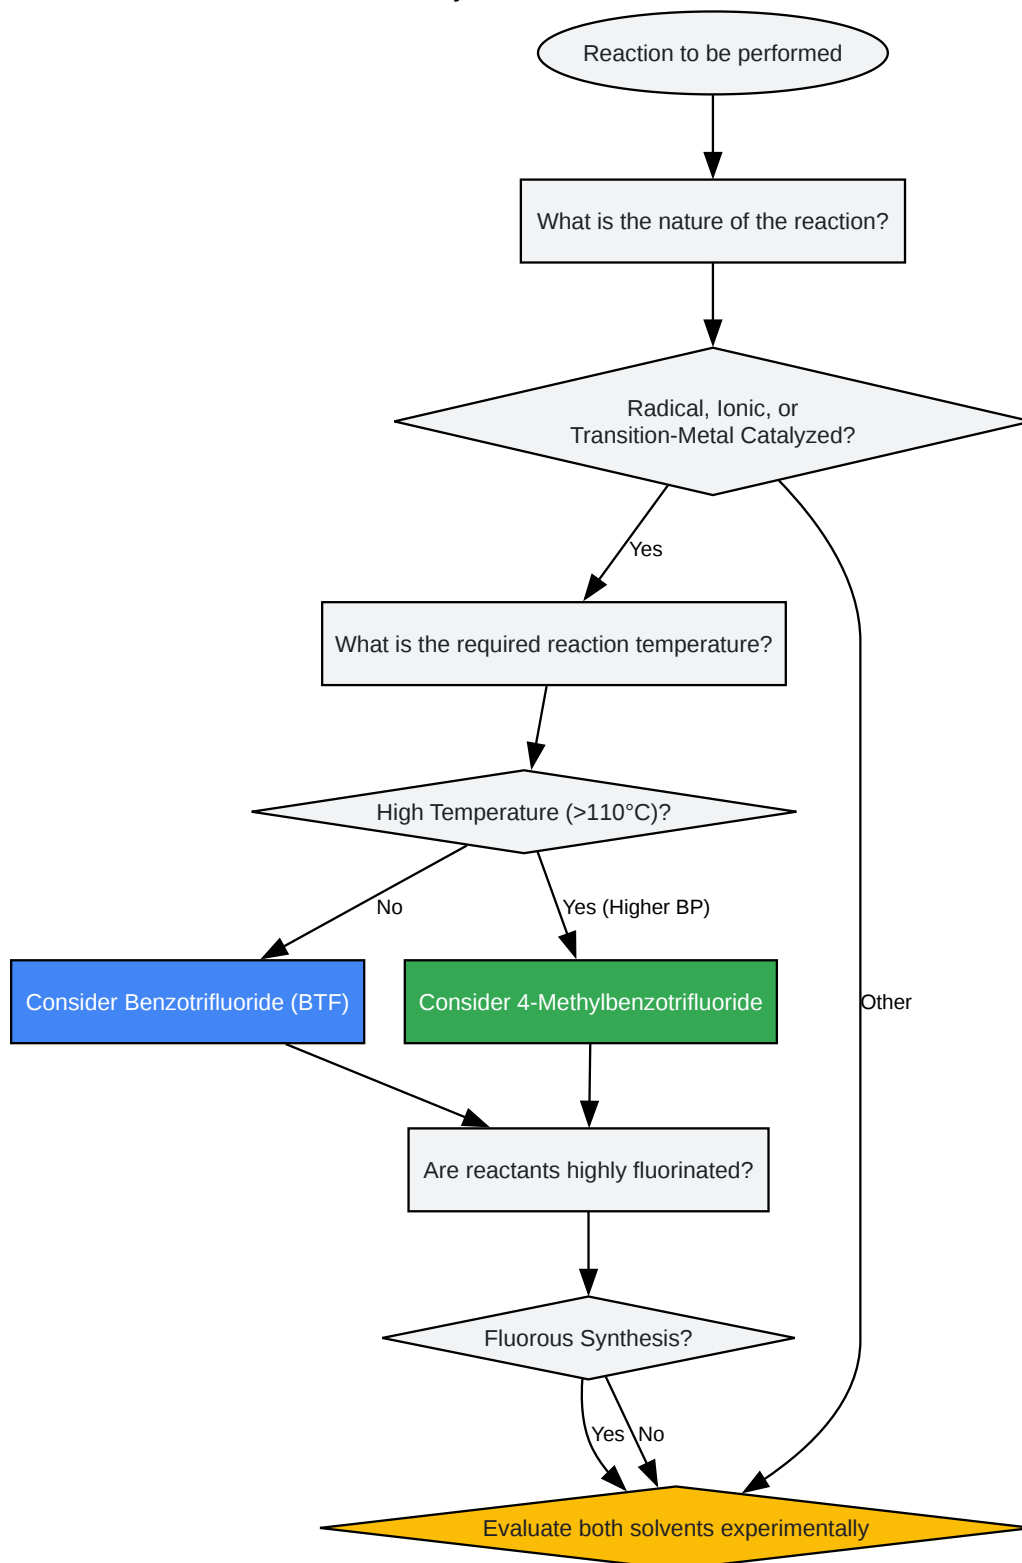 Reaction to be performed
What is the nature of the reaction?
Radical, Ionic, or
Transition-Metal Catalyzed?
Yes
What is the required reaction temperature?
High Temperature (>110°C)?
No
Yes (Higher BP)
Consider Benzotrifluoride (BTF)
Consider 4-Methylbenzotrifluoride
Other
Are reactants highly fluorinated?
Fluorous Synthesis?
Yes
No
Evaluate both solvents experimentally